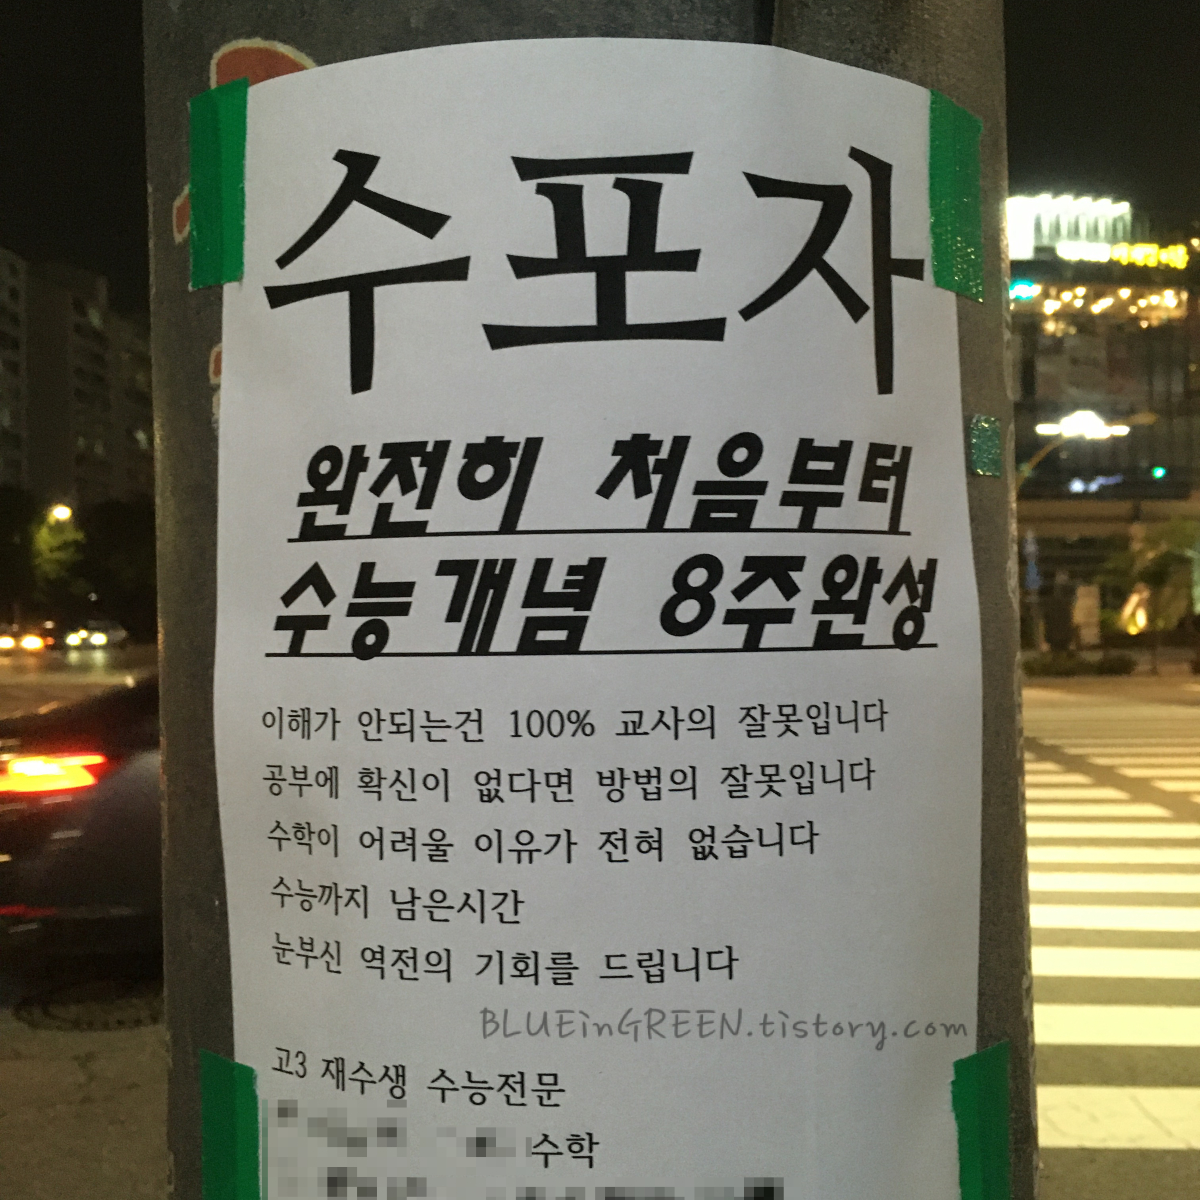 수포자
완전히 처음부터
수능개념 8주완성
이해가 안되는건 100% 교사의 잘못입니다
공부에 확신이 없다면 방법의 잘못입니다
수학이 어려울 이유가 전혀 없습니다
수능까지 남은시간
눈부신 역전의 기회를 드립니다
BLUEinGREEN.tistory.com
고3 재수생 수능전문
수학